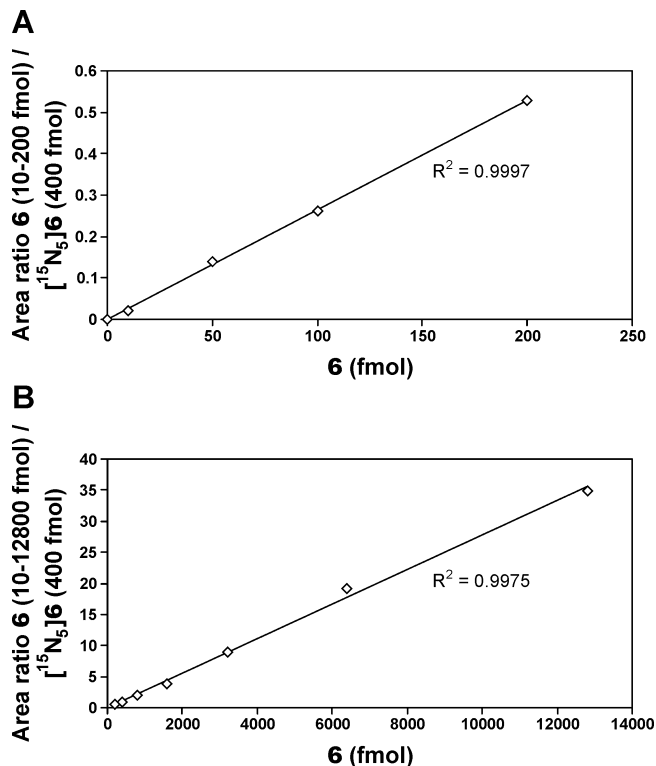 A
Area ratio 6 (10-200 fmol) /
[¹⁵N₅]6 (400 fmol)
0.6
0.5
0.4
0.3
0.2
0.1
0
R² = 0.9997
0 50 100 150 200 250
6 (fmol)
B
Area ratio 6 (10-12800 fmol) /
[¹⁵N₅]6 (400 fmol)
40
35
30
25
20
15
10
5
0
R² = 0.9975
0 2000 4000 6000 8000 10000 12000 14000
6 (fmol)